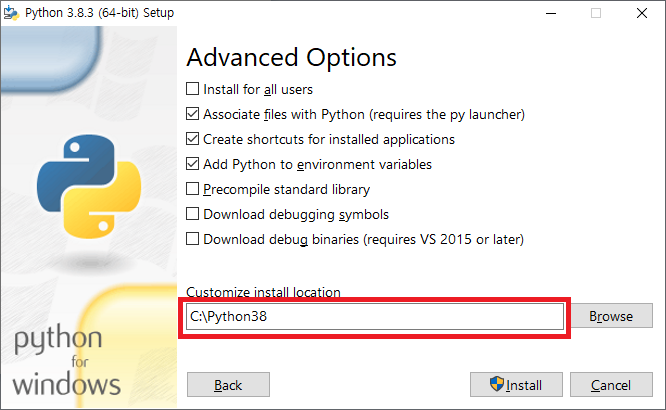 Python 3.8.3 (64-bit) Setup
Advanced Options
Install for all users
Associate files with Python (requires the py launcher)
Create shortcuts for installed applications
Add Python to environment variables
Precompile standard library
Download debugging symbols
Download debug binaries (requires VS 2015 or later)
Customize install location
C:\Python38
Browse
python
for
windows
Back
Install
Cancel